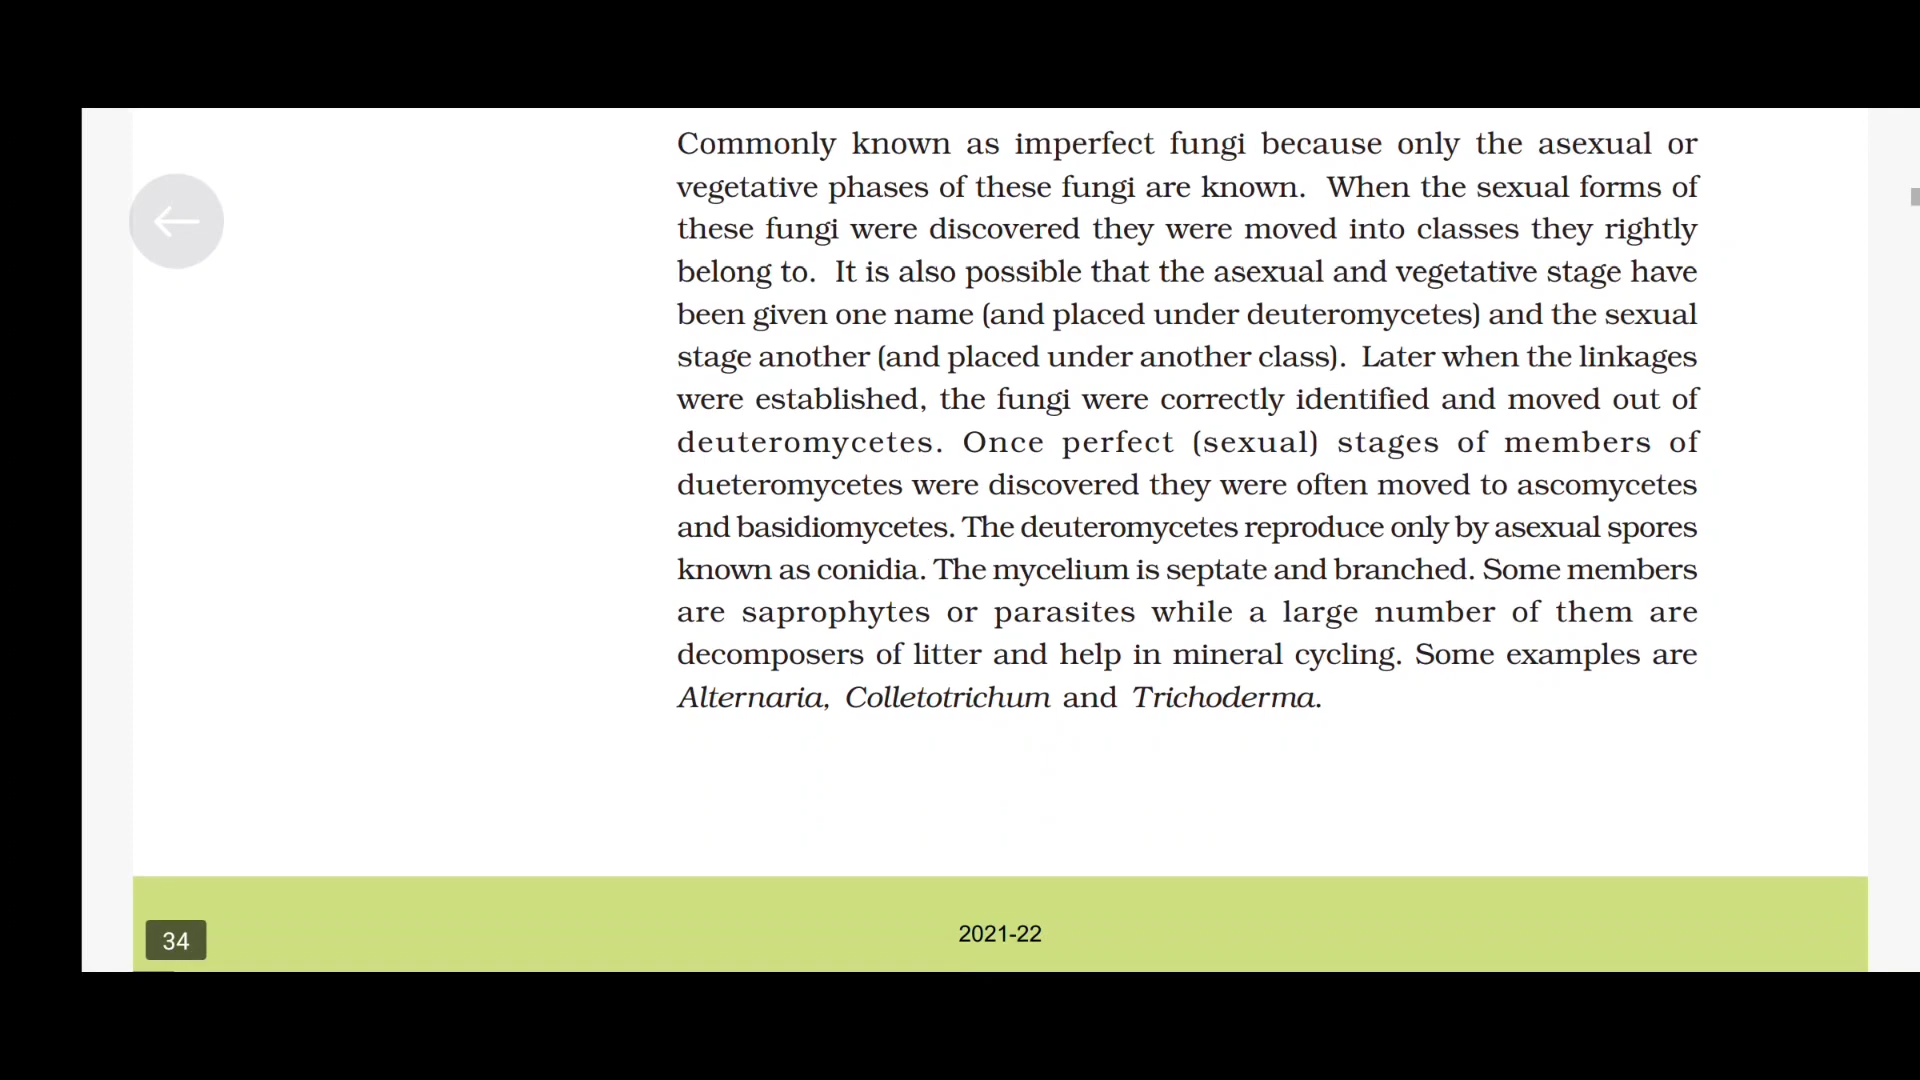 Commonly known as imperfect fungi because only the asexual or
vegetative phases of these fungi are known. When the sexual forms of
these fungi were discovered they were moved into classes they rightly
belong to. It is also possible that the asexual and vegetative stage have
been given one name (and placed under deuteromycetes) and the sexual
stage another (and placed under another class). Later when the linkages
were established, the fungi were correctly identified and moved out of
deuteromycetes. Once perfect (sexual) stages of members of
dueteromycetes were discovered they were often moved to ascomycetes
and basidiomycetes. The deuteromycetes reproduce only by asexual spores
known as conidia. The mycelium is septate and branched. Some members
are saprophytes or parasites while a large number of them are
decomposers of litter and help in mineral cycling. Some examples are
Alternaria, Colletotrichum and Trichoderma.
34
2021-22